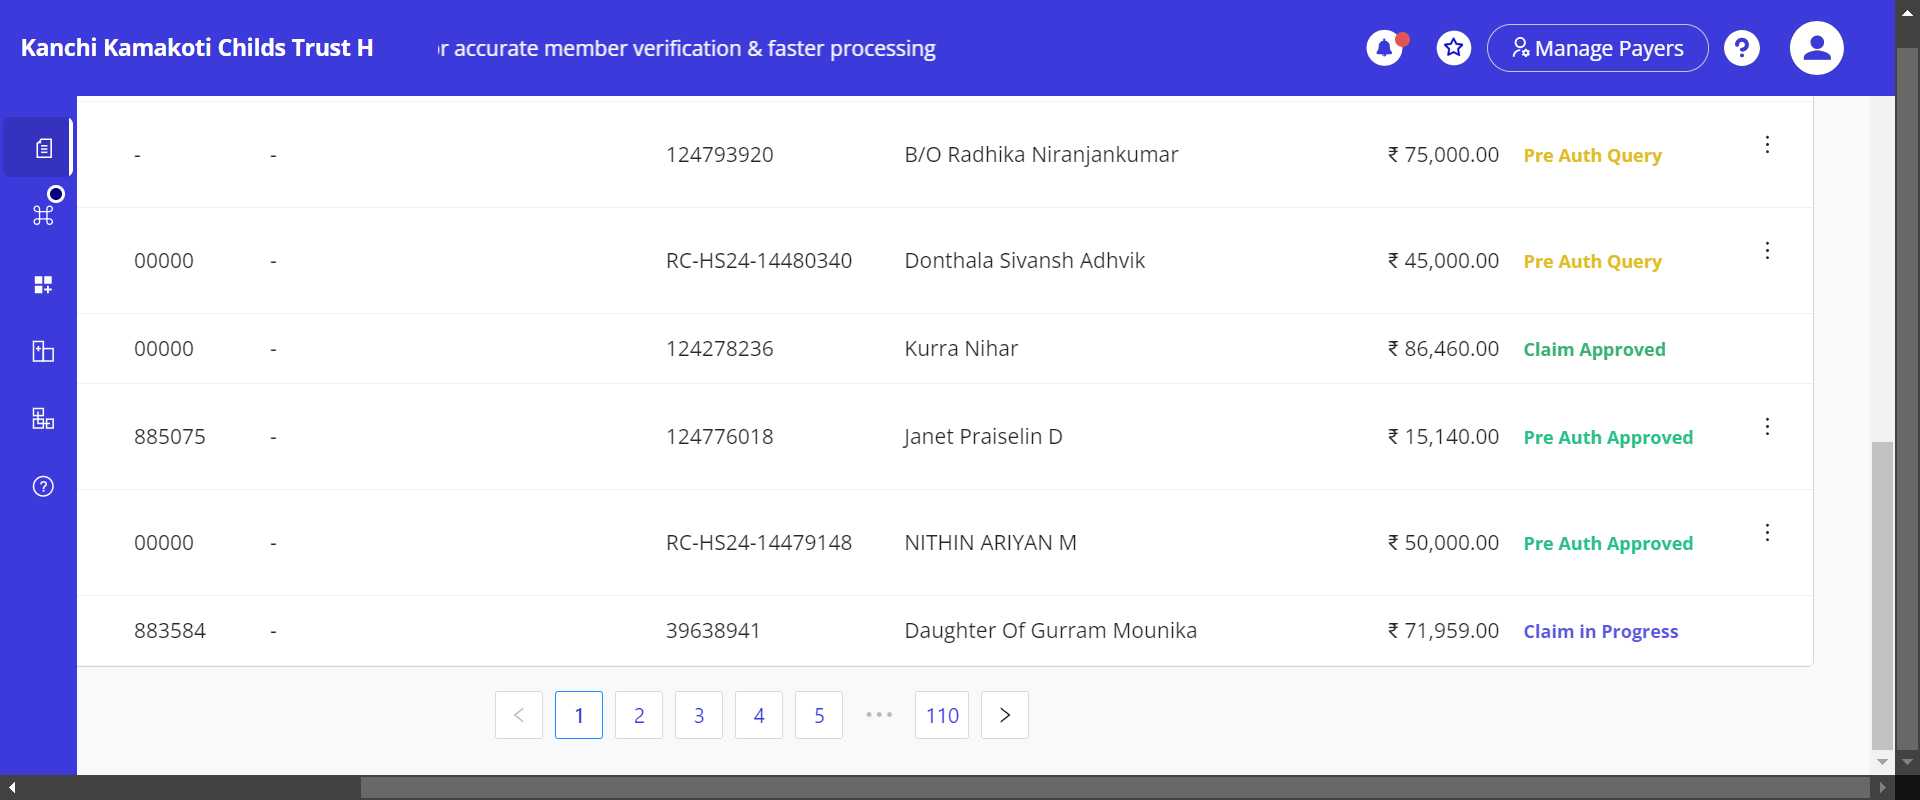 Kanchi Kamakoti Childs Trust H
or accurate member verification & faster processing
Manage Payers
- - 124793920 B/O Radhika Niranjankumar ₹ 75,000.00 Pre Auth Query
00000 - RC-HS24-14480340 Donthala Sivansh Adhvik ₹ 45,000.00 Pre Auth Query
00000 - 124278236 Kurra Nihar ₹ 86,460.00 Claim Approved
885075 - 124776018 Janet Praiselin D ₹ 15,140.00 Pre Auth Approved
00000 - RC-HS24-14479148 NITHIN ARIYAN M ₹ 50,000.00 Pre Auth Approved
883584 - 39638941 Daughter Of Gurram Mounika ₹ 71,959.00 Claim in Progress
< 1 2 3 4 5 ••• 110 >